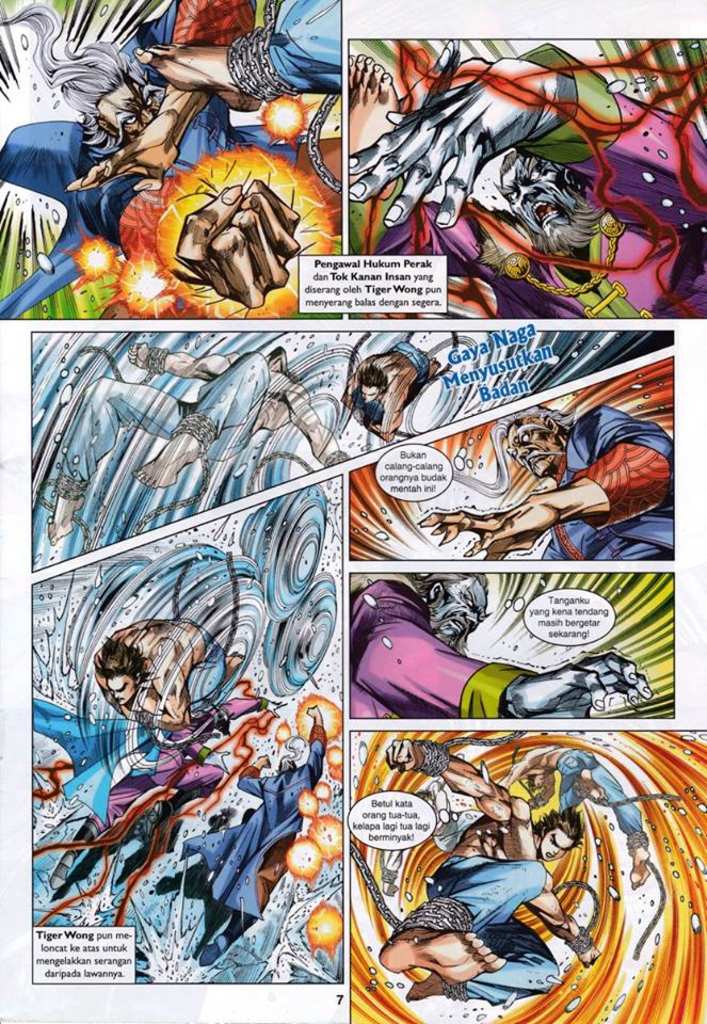 Pengawal Hukum Perak
dan Tok Kanan Insan yang
diserang oleh Tiger Wong pun
menyerang balas dengan segera.
Gaya Naga
Menyusutkan
Badan
Bukan
calang-calang
orangnya budak
mentah ini!
Tanganku
yang kena tendang
masih bergetar
sekarang!
Tiger Wong pun me-
loncat ke atas untuk
mengelakkan serangan
daripada lawannya.
Betul kata
orang tua-tua,
kelapa lagi tua lagi
berminyak!
7